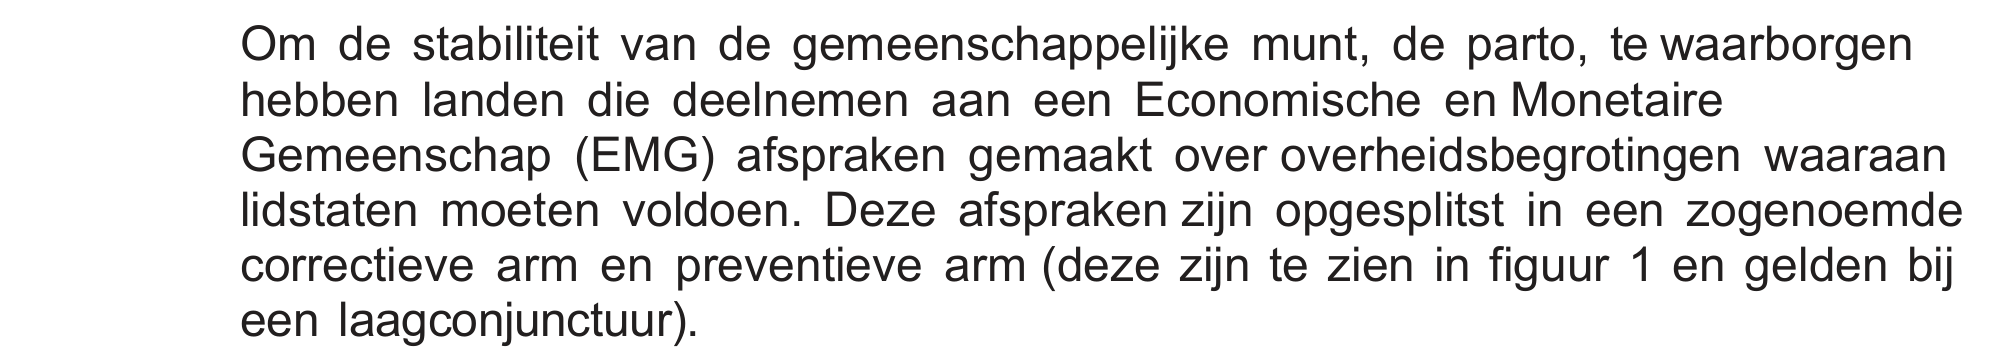 Om de stabiliteit van de gemeenschappelijke munt, de parto, te waarborgen
hebben landen die deelnemen aan een Economische en Monetaire
Gemeenschap (EMG) afspraken gemaakt over overheidsbegrotingen waaraan
lidstaten moeten voldoen. Deze afspraken zijn opgesplitst in een zogenoemde
correctieve arm en preventieve arm (deze zijn te zien in figuur 1 en gelden bij
een laagconjunctuur).